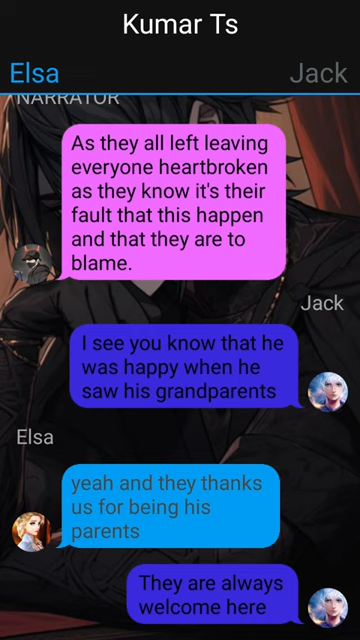 Kumar Ts
Elsa
Jack
NARRATOR
As they all left leaving
everyone heartbroken
as they know it's their
fault that this happen
and that they are to
blame.
Jack
I see you know that he
was happy when he
saw his grandparents
Elsa
yeah and they thanks
us for being his
parents
They are always
welcome here